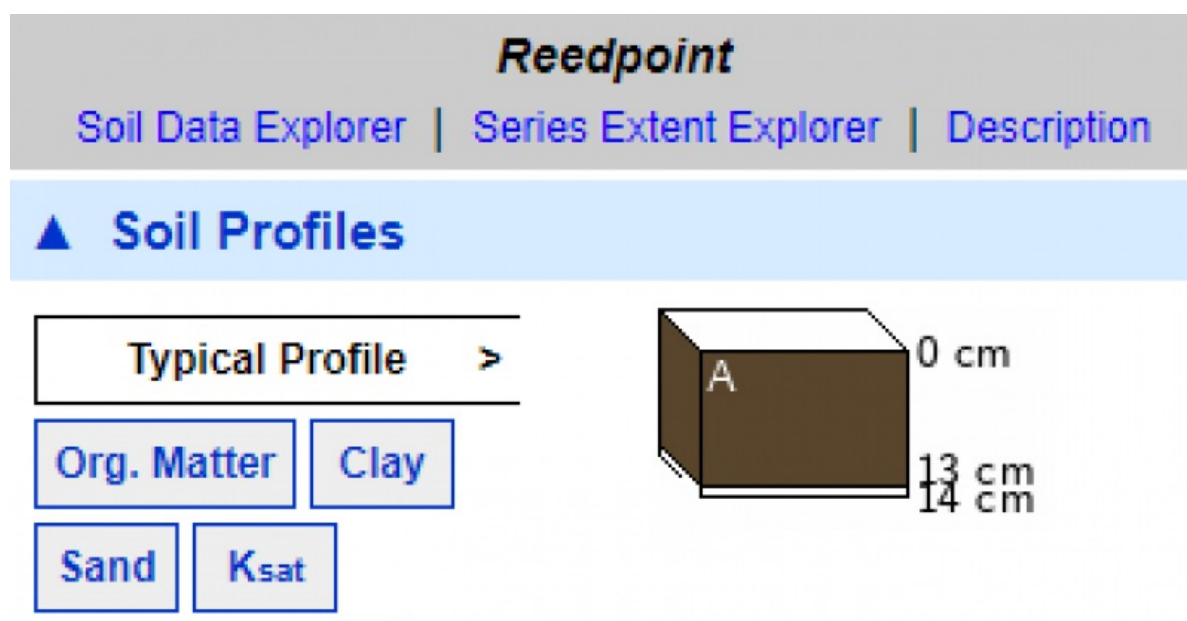 Reedpoint
Soil Data Explorer | Series Extent Explorer | Description
▲ Soil Profiles
Typical Profile >
A
0 cm
13 cm
14 cm
Org. Matter
Clay
Sand
Ksat